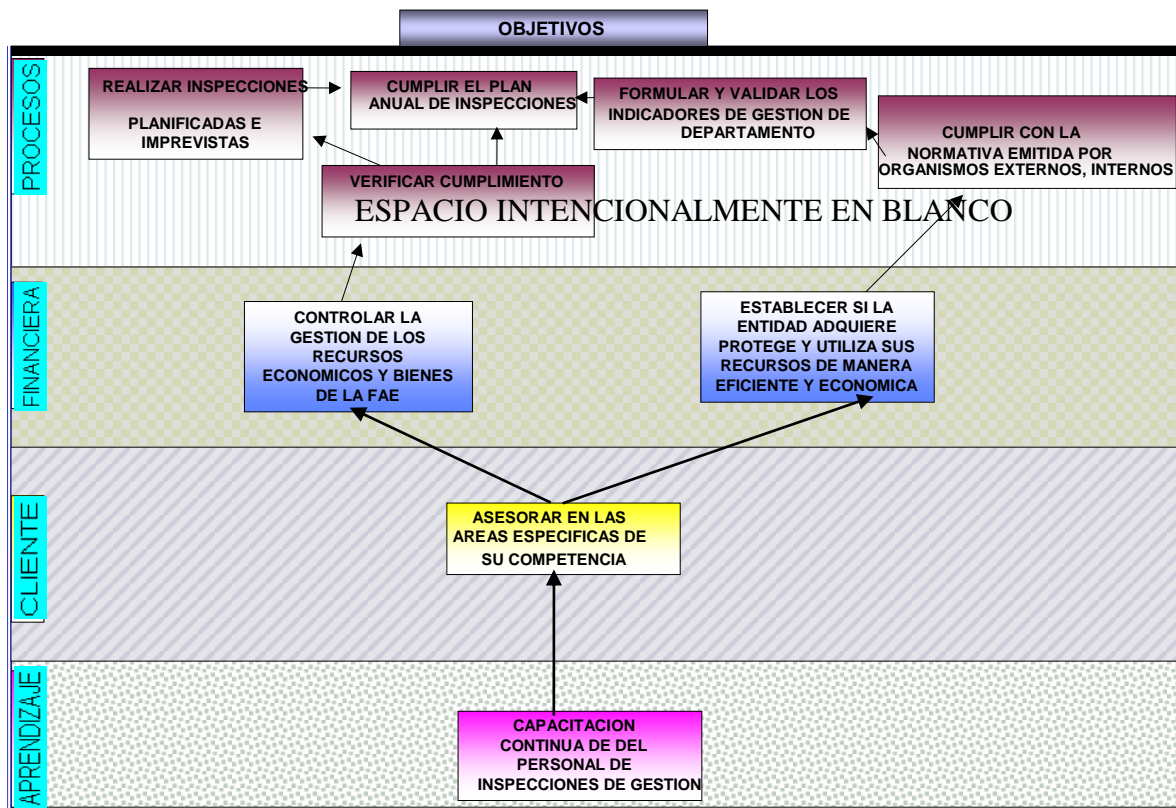 OBJETIVOS
PROCESOS
REALIZAR INSPECCIONES
PLANIFICADAS E
IMPREVISTAS
CUMPLIR EL PLAN
ANUAL DE INSPECCIONES
FORMULAR Y VALIDAR LOS
INDICADORES DE GESTION DE
DEPARTAMENTO
CUMPLIR CON LA
NORMATIVA EMITIDA POR
ORGANISMOS EXTERNOS, INTERNOS
VERIFICAR CUMPLIMIENTO
ESPACIO INTENCIONALMENTE EN BLANCO
FINANCIERA
CONTROLAR LA
GESTION DE LOS
RECURSOS
ECONOMICOS Y BIENES
DE LA FAE
ESTABLECER SI LA
ENTIDAD ADQUIERE
PROTEGE Y UTILIZA SUS
RECURSOS DE MANERA
EFICIENTE Y ECONOMICA
CLIENTE
ASESORAR EN LAS
AREAS ESPECIFICAS DE
SU COMPETENCIA
APRENDIZAJE
CAPACITACION
CONTINUA DE DEL
PERSONAL DE
INSPECCIONES DE GESTION